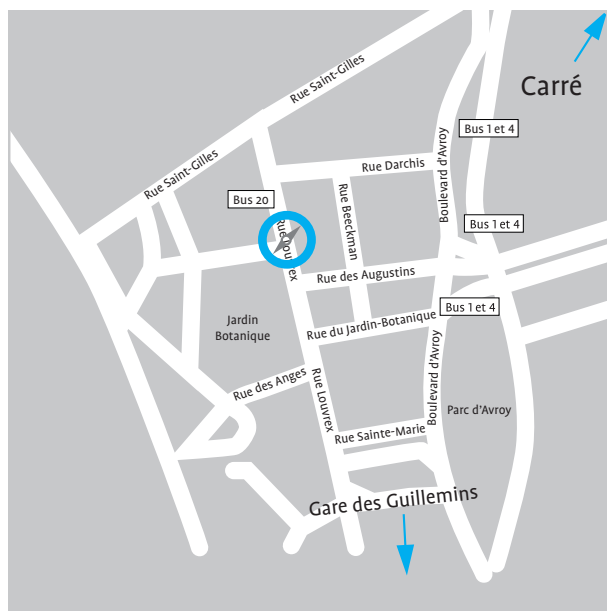 Carré
Rue Saint-Gilles
Bus 1 et 4
Rue Saint-Gilles
Rue Darchis
Boulevard d'Avroy
Bus 20
Rue Beeckman
Bus 1 et 4
Rue Louvrex
Rue des Augustins
Bus 1 et 4
Jardin
Botanique
Rue du Jardin-Botanique
Rue des Anges
Rue Louvrex
Boulevard d'Avroy
Parc d'Avroy
Rue Sainte-Marie
Gare des Guillemins